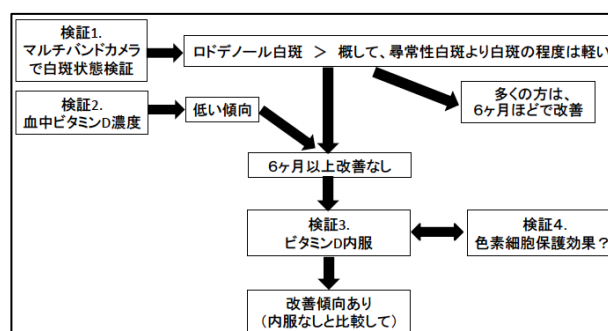 検証1.
マルチバンドカメラ
で白斑状態検証
ロドデノール白斑 ＞ 概して、尋常性白斑より白斑の程度は軽い
多くの方は、
6ヶ月ほどで改善
検証2.
血中ビタミンD濃度
低い傾向
6ヶ月以上改善なし
検証3.
ビタミンD内服
検証4.
色素細胞保護効果？
改善傾向あり
（内服なしと比較して）